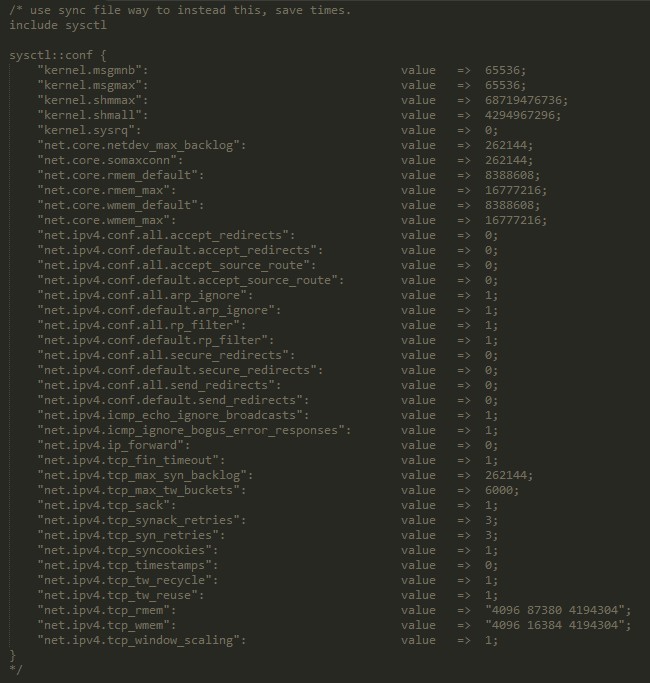 /* use sync file way to instead this, save times.
include sysctl

sysctl::conf {
    "kernel.msgmnb":                                    value   =>  65536;
    "kernel.msgmax":                                    value   =>  65536;
    "kernel.shmmax":                                    value   =>  68719476736;
    "kernel.shmall":                                    value   =>  4294967296;
    "kernel.sysrq":                                     value   =>  0;
    "net.core.netdev_max_backlog":                      value   =>  262144;
    "net.core.somaxconn":                               value   =>  262144;
    "net.core.rmem_default":                            value   =>  8388608;
    "net.core.rmem_max":                                value   =>  16777216;
    "net.core.wmem_default":                            value   =>  8388608;
    "net.core.wmem_max":                                value   =>  16777216;
    "net.ipv4.conf.all.accept_redirects":               value   =>  0;
    "net.ipv4.conf.default.accept_redirects":           value   =>  0;
    "net.ipv4.conf.all.accept_source_route":            value   =>  0;
    "net.ipv4.conf.default.accept_source_route":        value   =>  0;
    "net.ipv4.conf.all.arp_ignore":                     value   =>  1;
    "net.ipv4.conf.default.arp_ignore":                 value   =>  1;
    "net.ipv4.conf.all.rp_filter":                      value   =>  1;
    "net.ipv4.conf.default.rp_filter":                  value   =>  1;
    "net.ipv4.conf.all.secure_redirects":               value   =>  0;
    "net.ipv4.conf.default.secure_redirects":           value   =>  0;
    "net.ipv4.conf.all.send_redirects":                 value   =>  0;
    "net.ipv4.conf.default.send_redirects":             value   =>  0;
    "net.ipv4.icmp_echo_ignore_broadcasts":             value   =>  1;
    "net.ipv4.icmp_ignore_bogus_error_responses":       value   =>  1;
    "net.ipv4.ip_forward":                              value   =>  0;
    "net.ipv4.tcp_fin_timeout":                         value   =>  1;
    "net.ipv4.tcp_max_syn_backlog":                     value   =>  262144;
    "net.ipv4.tcp_max_tw_buckets":                      value   =>  6000;
    "net.ipv4.tcp_sack":                                value   =>  1;
    "net.ipv4.tcp_synack_retries":                      value   =>  3;
    "net.ipv4.tcp_syn_retries":                         value   =>  3;
    "net.ipv4.tcp_syncookies":                          value   =>  1;
    "net.ipv4.tcp_timestamps":                          value   =>  0;
    "net.ipv4.tcp_tw_recycle":                          value   =>  1;
    "net.ipv4.tcp_tw_reuse":                            value   =>  1;
    "net.ipv4.tcp_rmem":                                value   =>  "4096 87380 4194304";
    "net.ipv4.tcp_wmem":                                value   =>  "4096 16384 4194304";
    "net.ipv4.tcp_window_scaling":                      value   =>  1;
}
*/